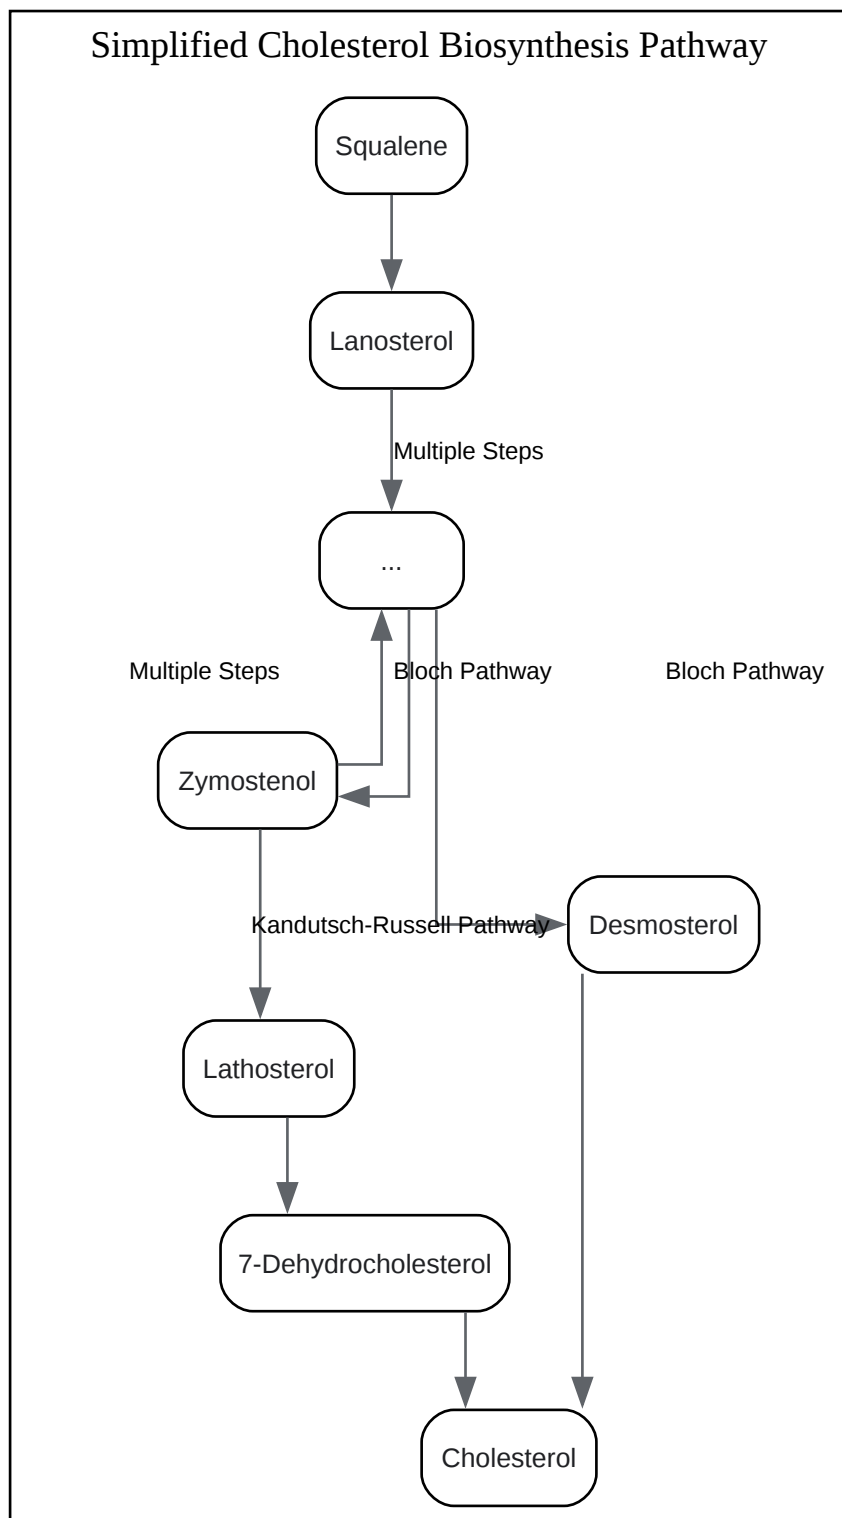 Simplified Cholesterol Biosynthesis Pathway
Squalene
Lanosterol
Multiple Steps
...
Multiple Steps
Bloch Pathway
Bloch Pathway
Zymostenol
Kandutsch-Russell Pathway
Desmosterol
Lathosterol
7-Dehydrocholesterol
Cholesterol